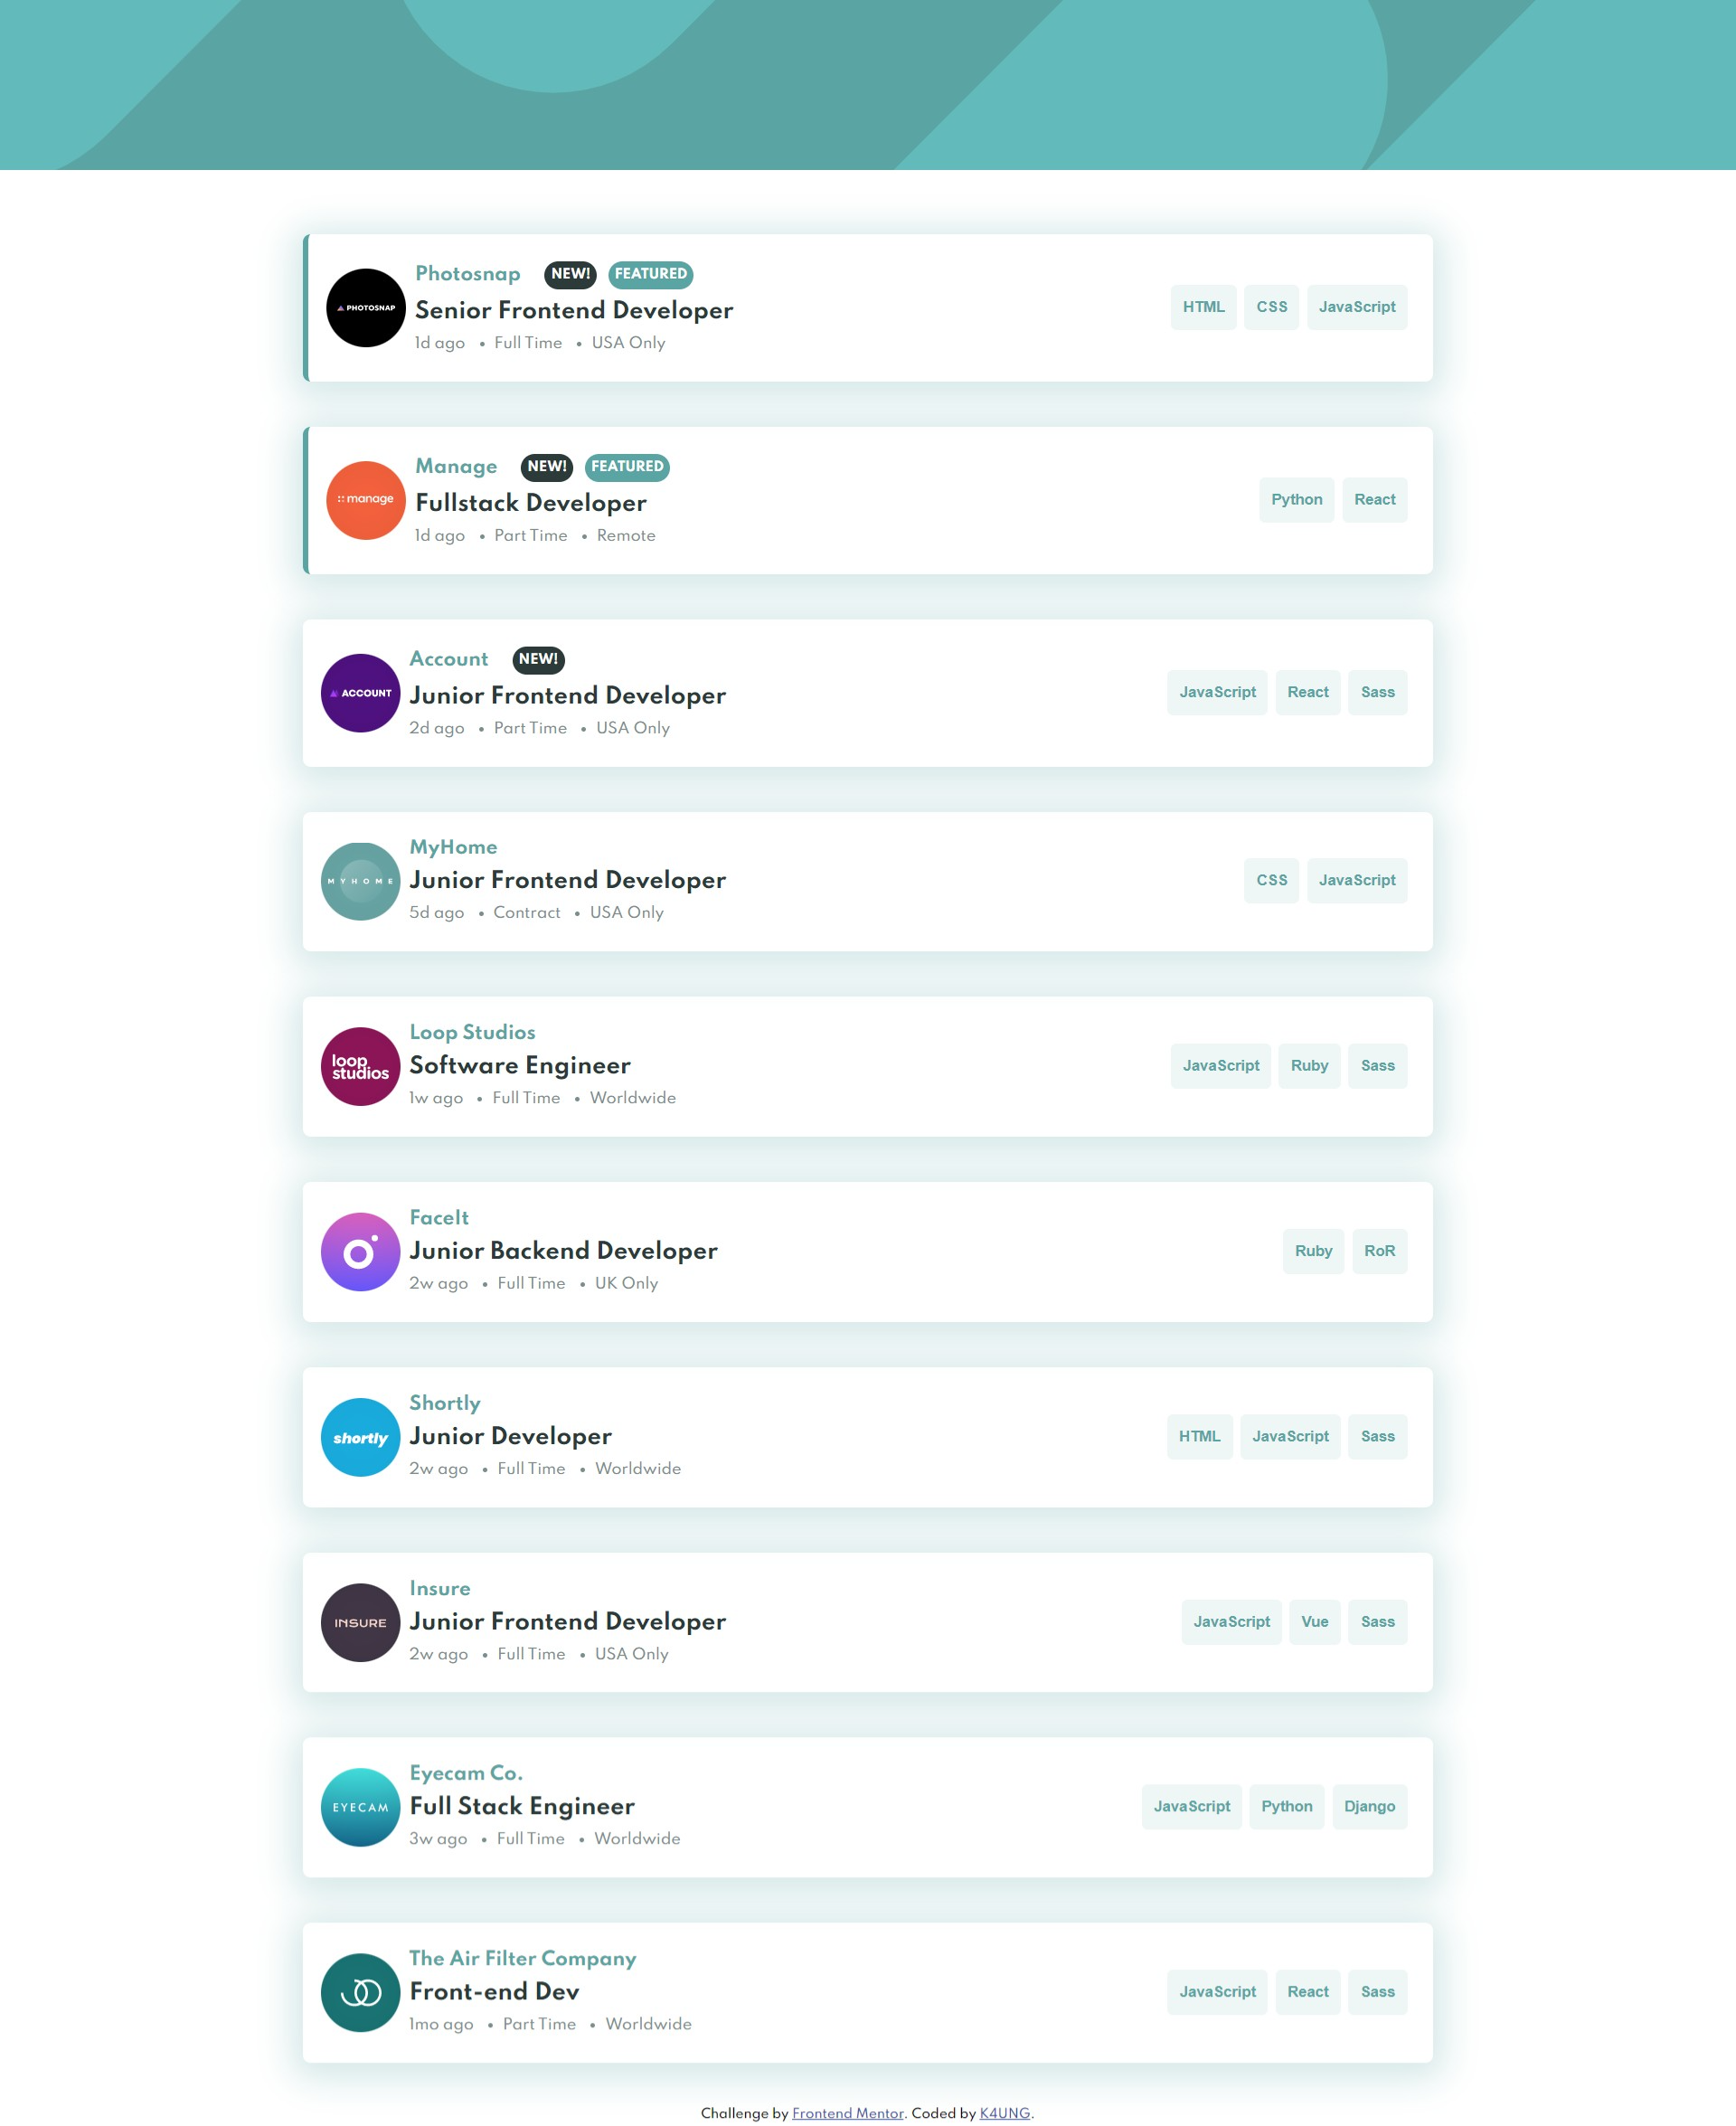 Photosnap NEW! FEATURED
PHOTOSNAP
Senior Frontend Developer
1d ago • Full Time • USA Only
HTML CSS JavaScript
Manage NEW! FEATURED
:: manage
Fullstack Developer
1d ago • Part Time • Remote
Python React
Account NEW!
ACCOUNT
Junior Frontend Developer
2d ago • Part Time • USA Only
JavaScript React Sass
MyHome
MYHOME
Junior Frontend Developer
5d ago • Contract • USA Only
CSS JavaScript
Loop Studios
loop
studios
Software Engineer
1w ago • Full Time • Worldwide
JavaScript Ruby Sass
FaceIt
Junior Backend Developer
2w ago • Full Time • UK Only
Ruby RoR
Shortly
shortly
Junior Developer
2w ago • Full Time • Worldwide
HTML JavaScript Sass
Insure
INSURE
Junior Frontend Developer
2w ago • Full Time • USA Only
JavaScript Vue Sass
Eyecam Co.
EYECAM
Full Stack Engineer
3w ago • Full Time • Worldwide
JavaScript Python Django
The Air Filter Company
Front-end Dev
1mo ago • Part Time • Worldwide
JavaScript React Sass
Challenge by Frontend Mentor. Coded by K4UNG.